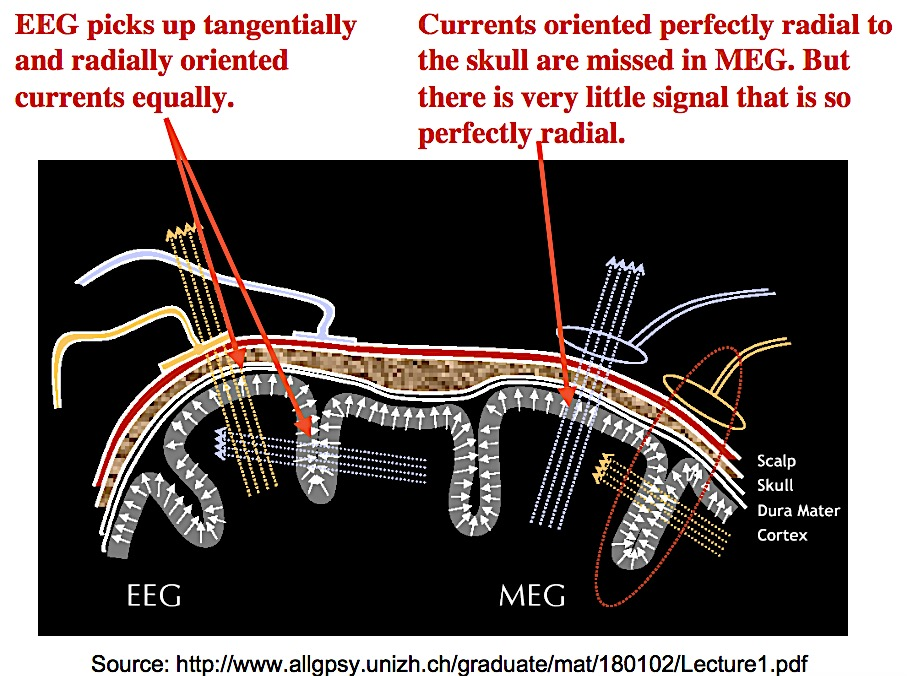 EEG picks up tangentially
and radially oriented
currents equally.
Currents oriented perfectly radial to
the skull are missed in MEG. But
there is very little signal that is so
perfectly radial.
Scalp
Skull
Dura Mater
Cortex
EEG
MEG
Source: http://www.allgpsy.unizh.ch/graduate/mat/180102/Lecture1.pdf